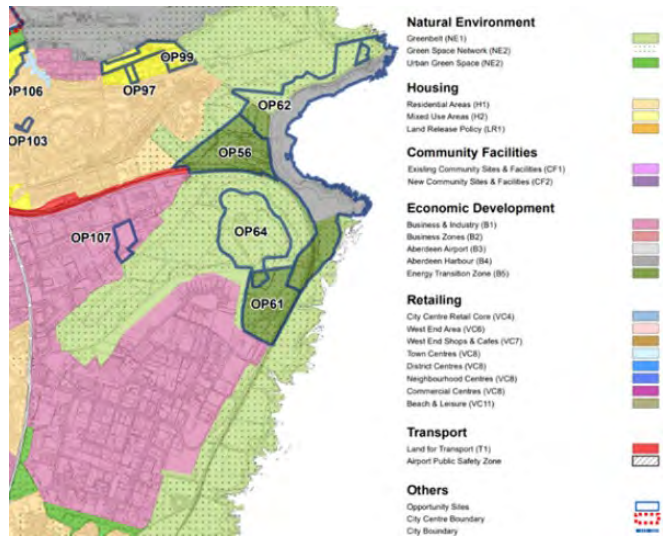 OP99
OP106
OP97
OP62
OP103
OP56
OP64
OP107
OP61
Natural Environment
Greenbelt (NE1)
Green Space Network (NE2)
Urban Green Space (NE2)
Housing
Residential Areas (H1)
Mixed Use Areas (H2)
Land Release Policy (LR1)
Community Facilities
Existing Community Sites & Facilities (CF1)
New Community Sites & Facilities (CF2)
Economic Development
Business & Industry (B1)
Business Zones (B2)
Aberdeen Airport (B3)
Aberdeen Harbour (B4)
Energy Transition Zone (B5)
Retailing
City Centre Retail Core (VC4)
West End Area (VC6)
West End Shops & Cafes (VC7)
Town Centres (VC8)
District Centres (VC8)
Neighbourhood Centres (VC8)
Commercial Centres (VC8)
Beach & Leisure (VC11)
Transport
Land for Transport (T1)
Airport Public Safety Zone
Others
Opportunity Sites
City Centre Boundary
City Boundary